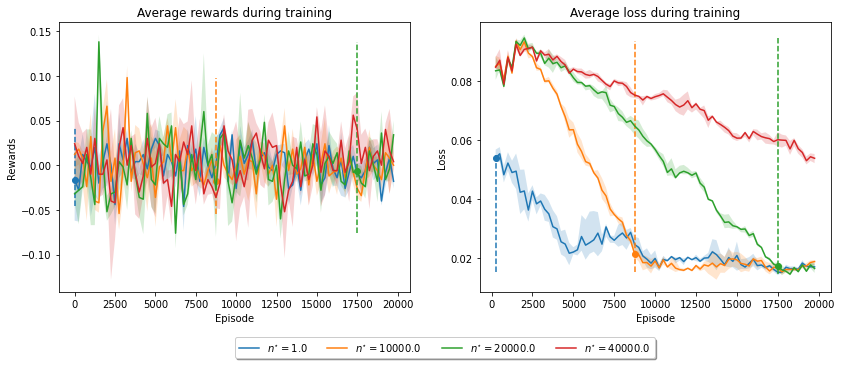 Average rewards during training
Average loss during training
0.15
0.10
0.05
0.00
−0.05
−0.10
Rewards
0
2500
5000
7500
10000
12500
15000
17500
20000
Episode
0.08
0.06
0.04
0.02
Loss
0
2500
5000
7500
10000
12500
15000
17500
20000
Episode
n* = 1.0
n* = 10000.0
n* = 20000.0
n* = 40000.0